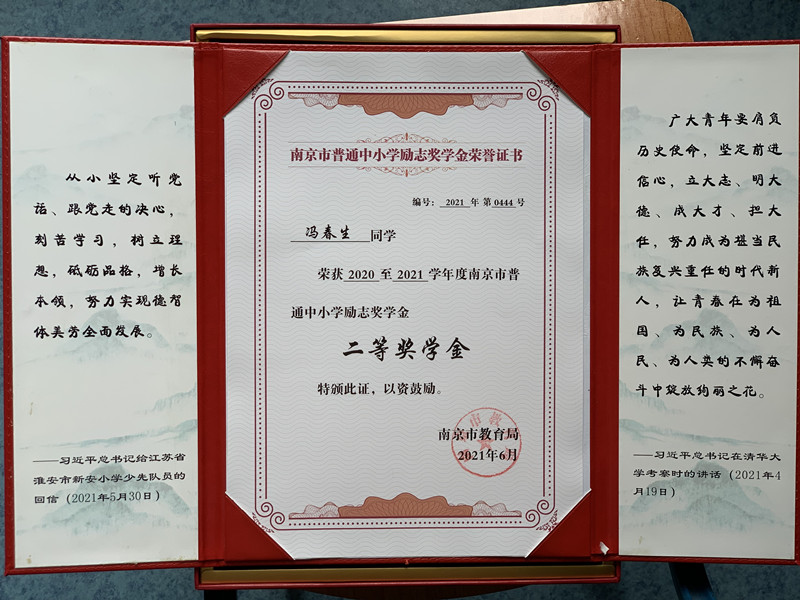 从小坚定听党
话、跟党走的决心，
刻苦学习，树立理
想，砥砺品格，增长
本领，努力实现德智
体美劳全面发展。
——习近平总书记给江苏省
淮安市新安小学少先队员的
回信（2021年5月30日）
南京市普通中小学励志奖学金荣誉证书
编号：2021 年 第 0444 号
冯春生 同学
荣获 2020 至 2021 学年度南京市普
通中小学励志奖学金
二等奖学金
特颁此证，以资鼓励。
南京市教育局
2021年6月
广大青年要肩负
历史使命，坚定前进
信心，立大志、明大
德、成大才、担大
任，努力成为堪当民
族复兴重任的时代新
人，让青春在为祖
国、为民族、为人
民、为人类的不懈奋
斗中绽放绚丽之花。
——习近平总书记在清华大
学考察时的讲话（2021年4
月19日）